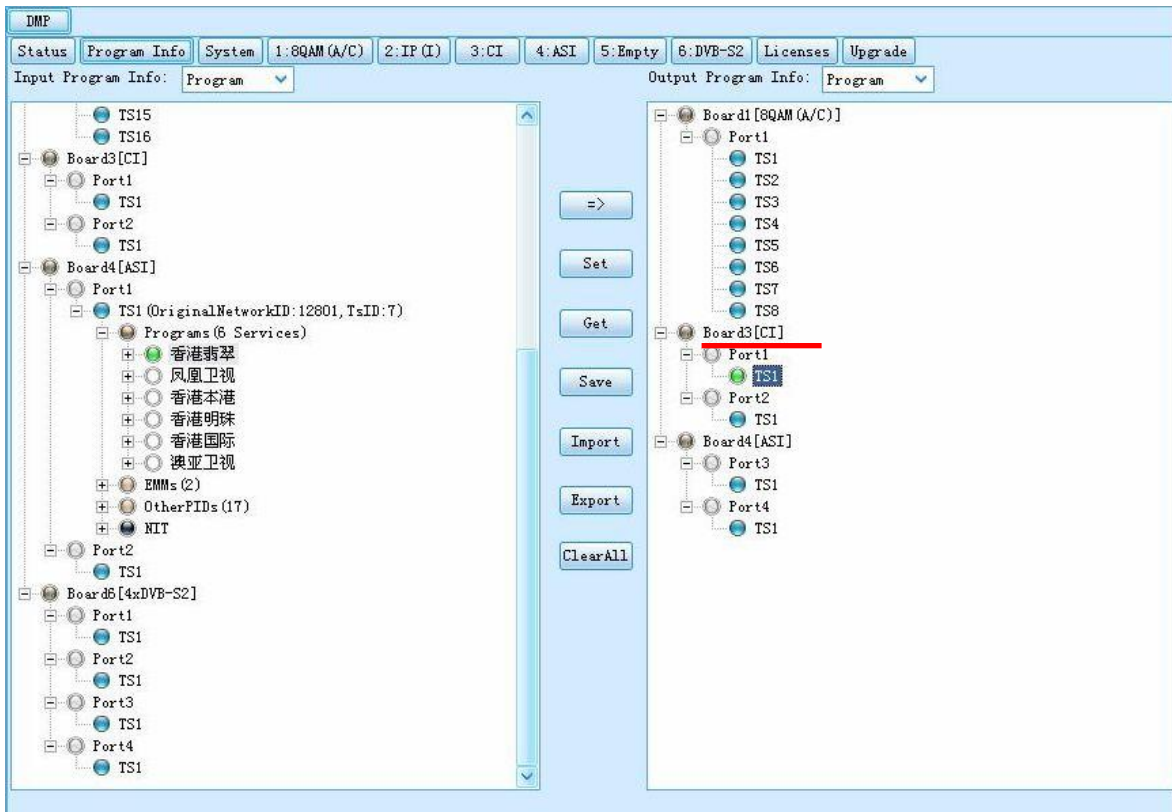 DMP
Status Program Info System 1:8QAM(A/C) 2:IP(I) 3:CI 4:ASI 5:Empty 6:DVB-S2 Licenses Upgrade
Input Program Info: Program
Output Program Info: Program
TS15
TS16
Board3[CI]
Port1
TS1
Port2
TS1
Board4[ASI]
Port1
TS1(OriginalNetworkID:12801,TsID:7)
Programs(6 Services)
香港翡翠
凤凰卫视
香港本港
香港明珠
香港国际
澳亚卫视
EMMs(2)
OtherPIDs(17)
NIT
Port2
TS1
Board6[4xDVB-S2]
Port1
TS1
Port2
TS1
Port3
TS1
Port4
TS1
=>
Set
Get
Save
Import
Export
ClearAll
Board1[8QAM(A/C)]
Port1
TS1
TS2
TS3
TS4
TS5
TS6
TS7
TS8
Board3[CI]
Port1
TS1
Port2
TS1
Board4[ASI]
Port3
TS1
Port4
TS1